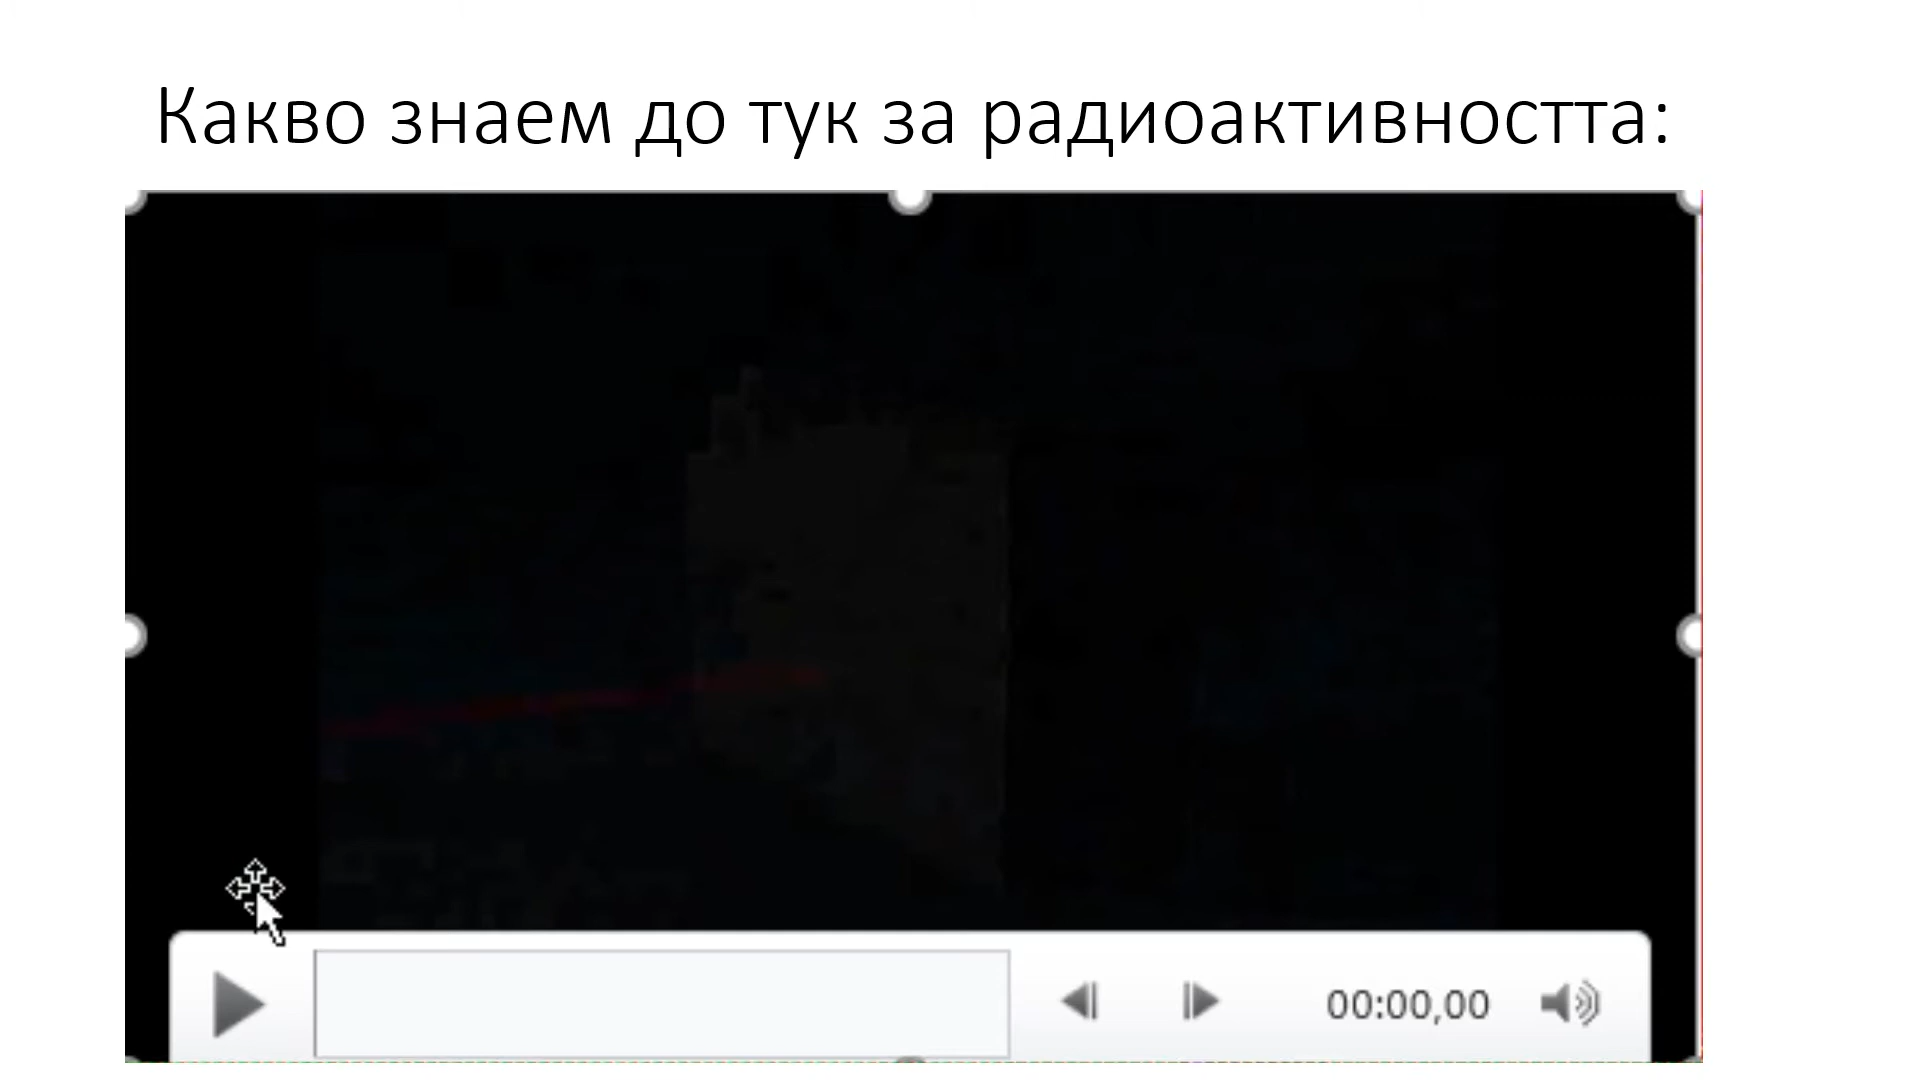 Какво знаем до тук за радиоактивността:
00:00,00